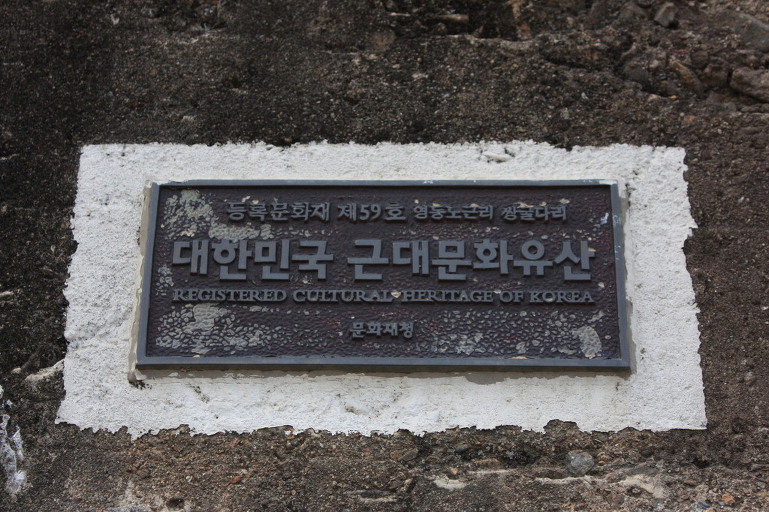 등록문화재 제59호 영동노근리 쌍굴다리
대한민국 근대문화유산
REGISTERED CULTURAL HERITAGE OF KOREA
문화재청